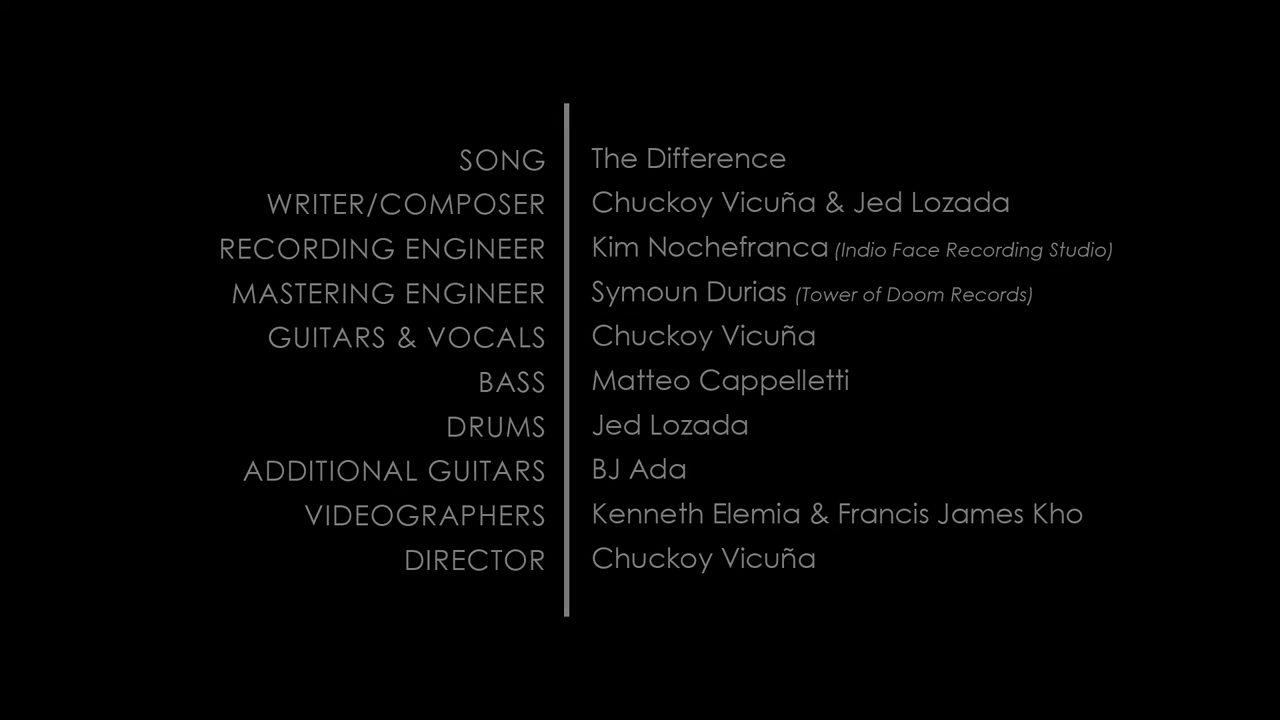 SONG The Difference
WRITER/COMPOSER Chuckoy Vicuña & Jed Lozada
RECORDING ENGINEER Kim Nochefranca (Indio Face Recording Studio)
MASTERING ENGINEER Symoun Durias (Tower of Doom Records)
GUITARS & VOCALS Chuckoy Vicuña
BASS Matteo Cappelletti
DRUMS Jed Lozada
ADDITIONAL GUITARS BJ Ada
VIDEOGRAPHERS Kenneth Elemia & Francis James Kho
DIRECTOR Chuckoy Vicuña